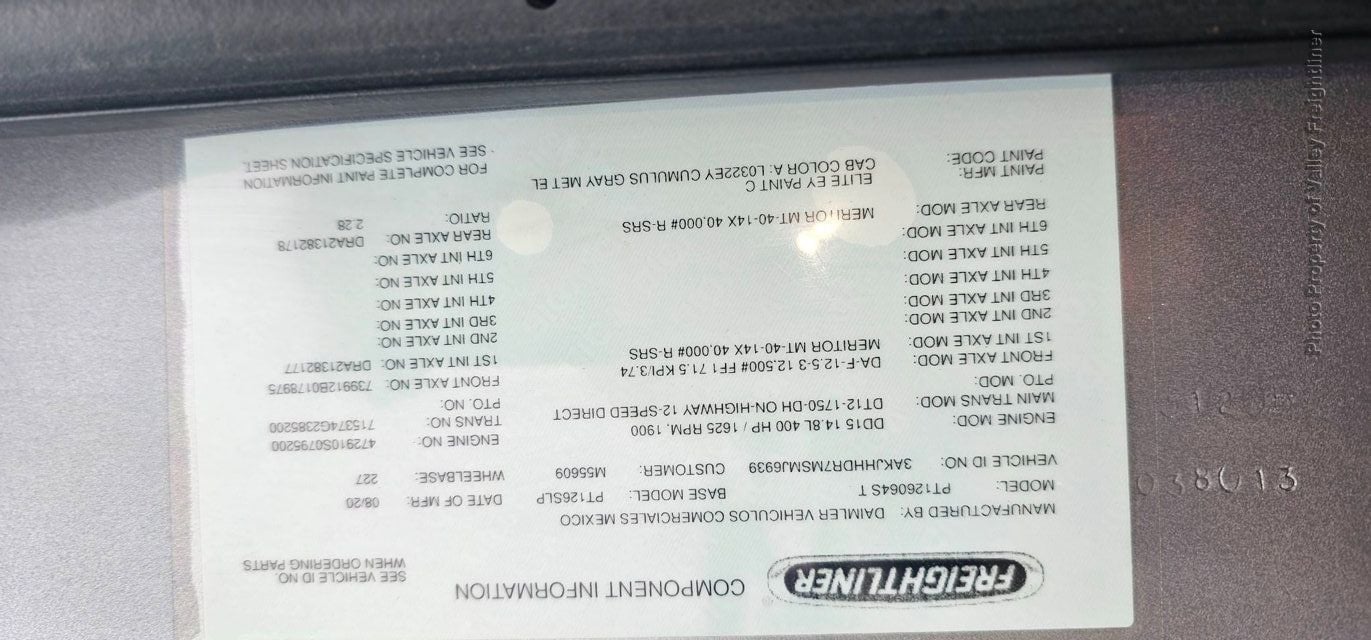 FREIGHTLINER COMPONENT INFORMATION SEE VEHICLE ID NO.
WHEN ORDERING PARTS
MANUFACTURED BY: DAIMLER VEHICULOS COMERCIALES MEXICO
MODEL: PT126064S T BASE MODEL: PT126SLP DATE OF MFR: 08/20
VEHICLE ID NO: 3AKJHHDR7MSMJ6939 CUSTOMER: M55609 WHEELBASE: 227
ENGINE MOD: DD15 14.8L 400 HP / 1625 RPM, 1900 ENGINE NO: 472910S0795200
MAIN TRANS MOD: DT12-1750-DH ON-HIGHWAY 12-SPEED DIRECT TRANS NO: 715374G2385200
PTO. MOD: PTO. NO:
FRONT AXLE MOD: DA-F-12.5-3 12,500# FF1 71.5 KPI/3.74 FRONT AXLE NO: 739912B0178975
1ST INT AXLE MOD: MERITOR MT-40-14X 40,000# R-SRS 1ST INT AXLE NO: DRA21382177
2ND INT AXLE MOD: 2ND INT AXLE NO:
3RD INT AXLE MOD: 3RD INT AXLE NO:
4TH INT AXLE MOD: 4TH INT AXLE NO:
5TH INT AXLE MOD: 5TH INT AXLE NO:
6TH INT AXLE MOD: 6TH INT AXLE NO:
REAR AXLE MOD: MERITOR MT-40-14X 40,000# R-SRS REAR AXLE NO: DRA21382178
RATIO: 2.28
PAINT MFR: ELITE EY PAINT C FOR COMPLETE PAINT INFORMATION
PAINT CODE: CAB COLOR A: L0322EY CUMULUS GRAY MET EL SEE VEHICLE SPECIFICATION SHEET.
Photo Property of Valley Freightliner